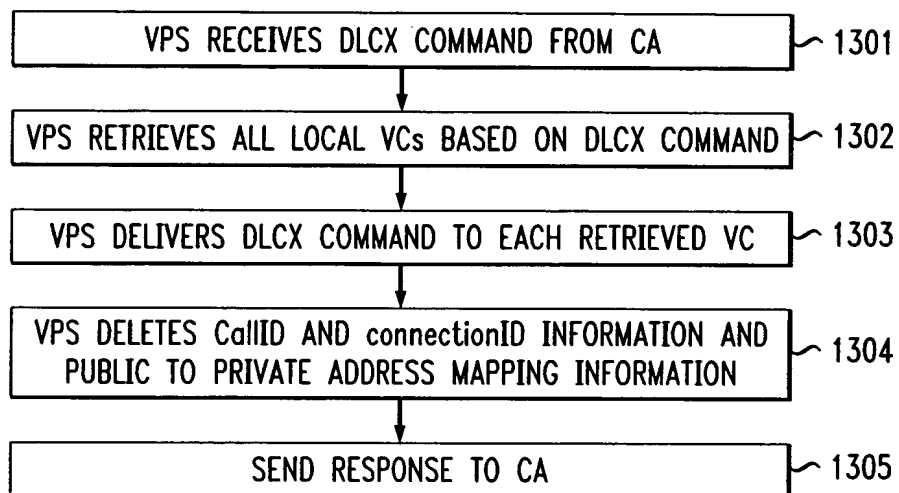 VPS RECEIVES DLCX COMMAND FROM CA 1301
VPS RETRIEVES ALL LOCAL VCs BASED ON DLCX COMMAND 1302
VPS DELIVERS DLCX COMMAND TO EACH RETRIEVED VC 1303
VPS DELETES CallID AND connectionID INFORMATION AND
PUBLIC TO PRIVATE ADDRESS MAPPING INFORMATION 1304
SEND RESPONSE TO CA 1305